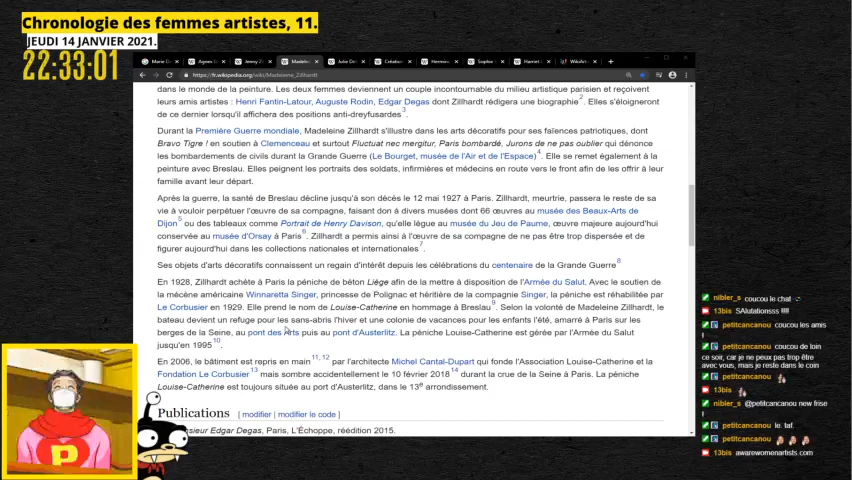 Chronologie des femmes artistes, 11.
JEUDI 14 JANVIER 2021.
22:33:01
https://fr.wikipedia.org/wiki/Madeleine_Zillhardt
dans le monde de la peinture. Les deux femmes deviennent un couple incontournable du milieu artistique parisien et reçoivent
leurs amis artistes : Henri Fantin-Latour, Auguste Rodin, Edgar Degas dont Zillhardt rédigera une biographie2. Elles s'éloigneront
de ce dernier lorsqu'il affichera des positions anti-dreyfusardes3.
Durant la Première Guerre mondiale, Madeleine Zillhardt s'illustre dans les arts décoratifs pour ses faïences patriotiques, dont
Bravo Tigre ! en soutien à Clemenceau et surtout Fluctuat nec mergitur, Paris bombardé, Jurons de ne pas oublier qui dénonce
les bombardements de civils durant la Grande Guerre (Le Bourget, musée de l'Air et de l'Espace)4. Elle se remet également à la
peinture avec Breslau. Elles peignent les portraits des soldats, infirmières et médecins en route vers le front afin de les offrir à leur
famille avant leur départ.
Après la guerre, la santé de Breslau décline jusqu'à son décès le 12 mai 1927 à Paris. Zillhardt, meurtrie, passera le reste de sa
vie à vouloir perpétuer l'œuvre de sa compagne, faisant don à divers musées dont 66 œuvres au musée des Beaux-Arts de
Dijon5 ou des tableaux comme Portrait de Henry Davison, qu'elle lègue au musée du Jeu de Paume, œuvre majeure aujourd'hui
conservée au musée d'Orsay à Paris6. Zillhardt a permis ainsi à l'œuvre de sa compagne de ne pas être trop dispersée et de
figurer aujourd'hui dans les collections nationales et internationales7.
Ses objets d'arts décoratifs connaissent un regain d'intérêt depuis les célébrations du centenaire de la Grande Guerre8
En 1928, Zillhardt achète à Paris la péniche de béton Liège afin de la mettre à disposition de l'Armée du Salut. Avec le soutien de
la mécène américaine Winnaretta Singer, princesse de Polignac et héritière de la compagnie Singer, la péniche est réhabilitée par
Le Corbusier en 1929. Elle prend le nom de Louise-Catherine en hommage à Breslau9. Selon la volonté de Madeleine Zillhardt, le
bateau devient un refuge pour les sans-abris l'hiver et une colonie de vacances pour les enfants l'été, amarré à Paris sur les
berges de la Seine, au pont des Arts puis au pont d'Austerlitz. La péniche Louise-Catherine est gérée par l'Armée du Salut
jusqu'en 199510.
En 2006, le bâtiment est repris en main11, 12 par l'architecte Michel Cantal-Dupart qui fonde l'Association Louise-Catherine et la
Fondation Le Corbusier13 mais sombre accidentellement le 10 février 201814 durant la crue de la Seine à Paris. La péniche
Louise-Catherine est toujours située au port d'Austerlitz, dans le 13e arrondissement.
Publications [ modifier | modifier le code ]
nsieur Edgar Degas, Paris, L'Échoppe, réédition 2015.
nibler_s coucou le chat
13bis SAlutationsss !!!!
petitcancanou coucou les amis
!
petitcancanou coucou de loin
ce soir, car je ne peux pas trop être
avec vous, mais je reste dans le coin
petitcancanou
13bis
nibler_s @petitcancanou new frise
!
petitcancanou le. taf.
petitcancanou
13bis awarewomenartists.com
P